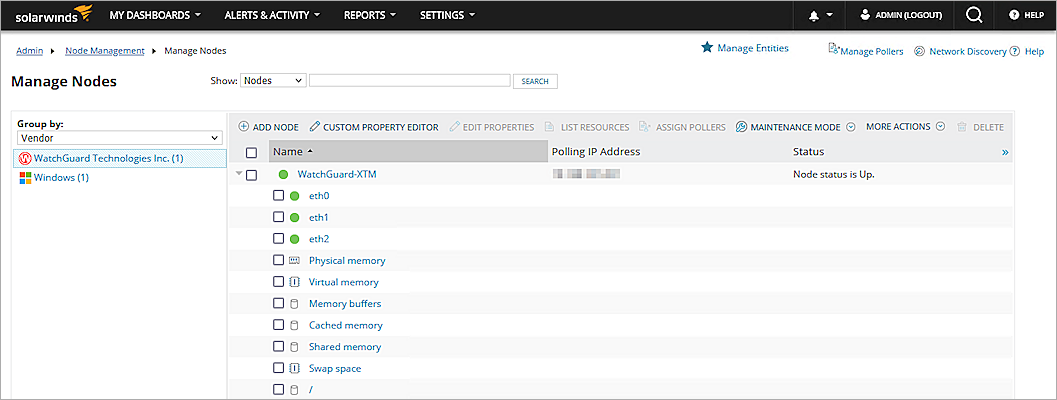 solarwinds MY DASHBOARDS ALERTS & ACTIVITY REPORTS SETTINGS ADMIN (LOGOUT) HELP
Admin Node Management Manage Nodes Manage Entities Manage Pollers Network Discovery Help
Manage Nodes Show: Nodes SEARCH
Group by:
Vendor
WatchGuard Technologies Inc. (1)
Windows (1)
ADD NODE CUSTOM PROPERTY EDITOR EDIT PROPERTIES LIST RESOURCES ASSIGN POLLERS MAINTENANCE MODE MORE ACTIONS DELETE
Name Polling IP Address Status »
WatchGuard-XTM Node status is Up.
eth0
eth1
eth2
Physical memory
Virtual memory
Memory buffers
Cached memory
Shared memory
Swap space
/